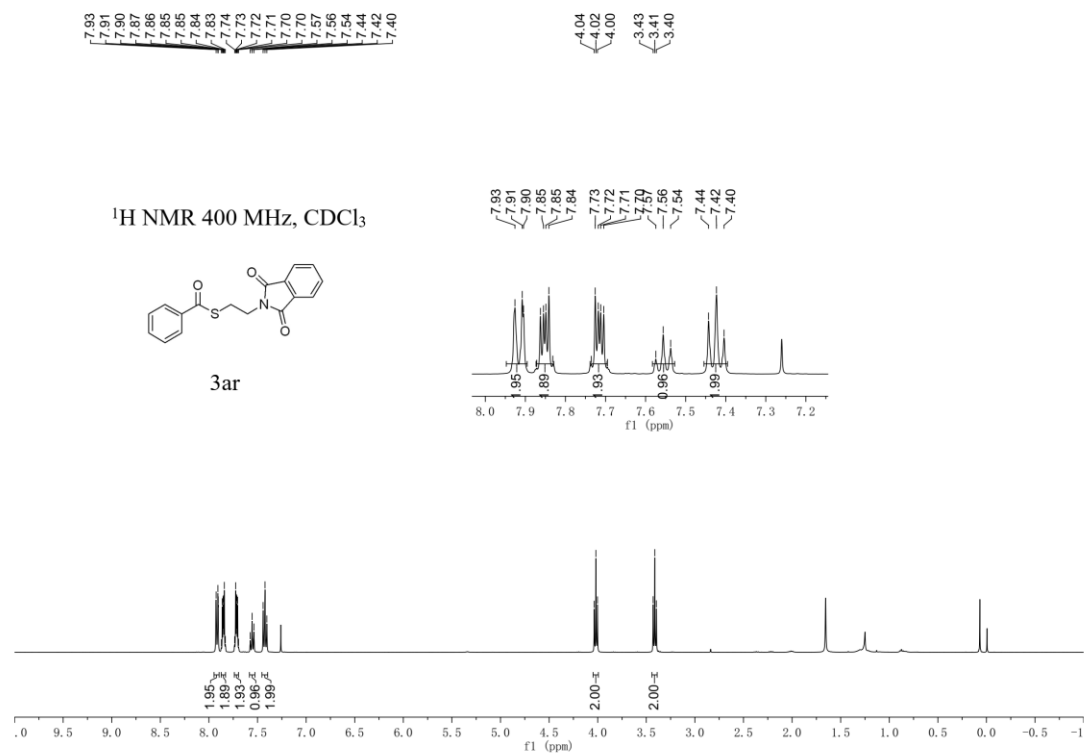 7.93 7.91 7.90 7.87 7.86 7.85 7.85 7.84 7.83 7.74 7.73 7.72 7.71 7.70 7.70 7.57 7.56 7.54 7.44 7.42 7.40 4.04 4.02 4.00 3.43 3.41 3.40
7.93 7.91 7.90 7.85 7.85 7.84 7.73 7.72 7.71 7.70 7.57 7.56 7.54 7.44 7.42 7.40
¹H NMR 400 MHz, CDCl₃
O
O
S
N
O
3ar
1.95 1.89 1.93 0.96 1.99
8.0 7.9 7.8 7.7 7.6 7.5 7.4 7.3 7.2
f1 (ppm)
1.95 1.89 1.93 0.96 1.99 2.00 2.00
.0 9.5 9.0 8.5 8.0 7.5 7.0 6.5 6.0 5.5 5.0 4.5 4.0 3.5 3.0 2.5 2.0 1.5 1.0 0.5 0.0 -0.5 -1
f1 (ppm)